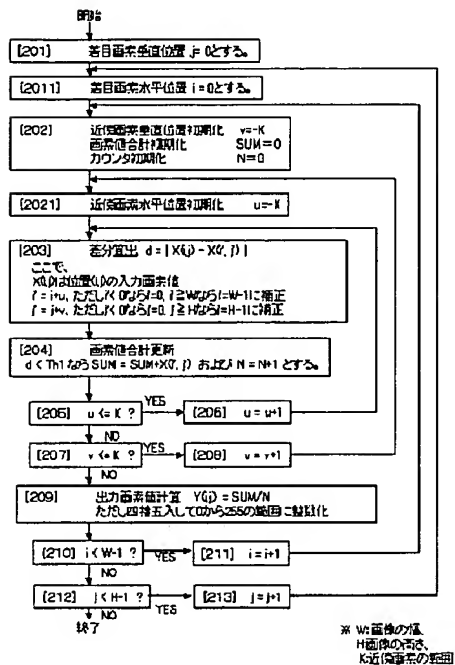 開始
[201] 着目画素垂直位置 j=0とする。
[2011] 着目画素水平位置 i=0とする。
[202] 近傍画素垂直位置初期化 v=-K
画素値合計初期化 SUM=0
カウンタ初期化 N=0
[2021] 近傍画素水平位置初期化 u=-K
[203] 差分算出 d=|X(i,j)-X(i', j')|
ここで、
X(i,j)は位置(i,j)の入力画素値
i' = i+u, ただしi'< 0ならi'=0, i'≧Wならi'=W-1に補正
j' = j+v, ただしj'< 0ならj'=0, j'≧Hならj'=H-1に補正
[204] 画素値合計更新
d < Th1 なら SUM = SUM+X(i', j') および N = N+1 とする。
[205] u <= K ?
YES
[206] u = u+1
NO
[207] v <= K ?
YES
[208] v = v+1
NO
[209] 出力画素値計算 Y(i,j) = SUM/N
ただし四捨五入して0から255の範囲に整数化
[210] i < W-1 ?
YES
[211] i = i+1
NO
[212] j < H-1 ?
YES
[213] j = j+1
NO
終了
※ W:画像の幅、
H:画像の高さ、
K:近傍画素の範囲